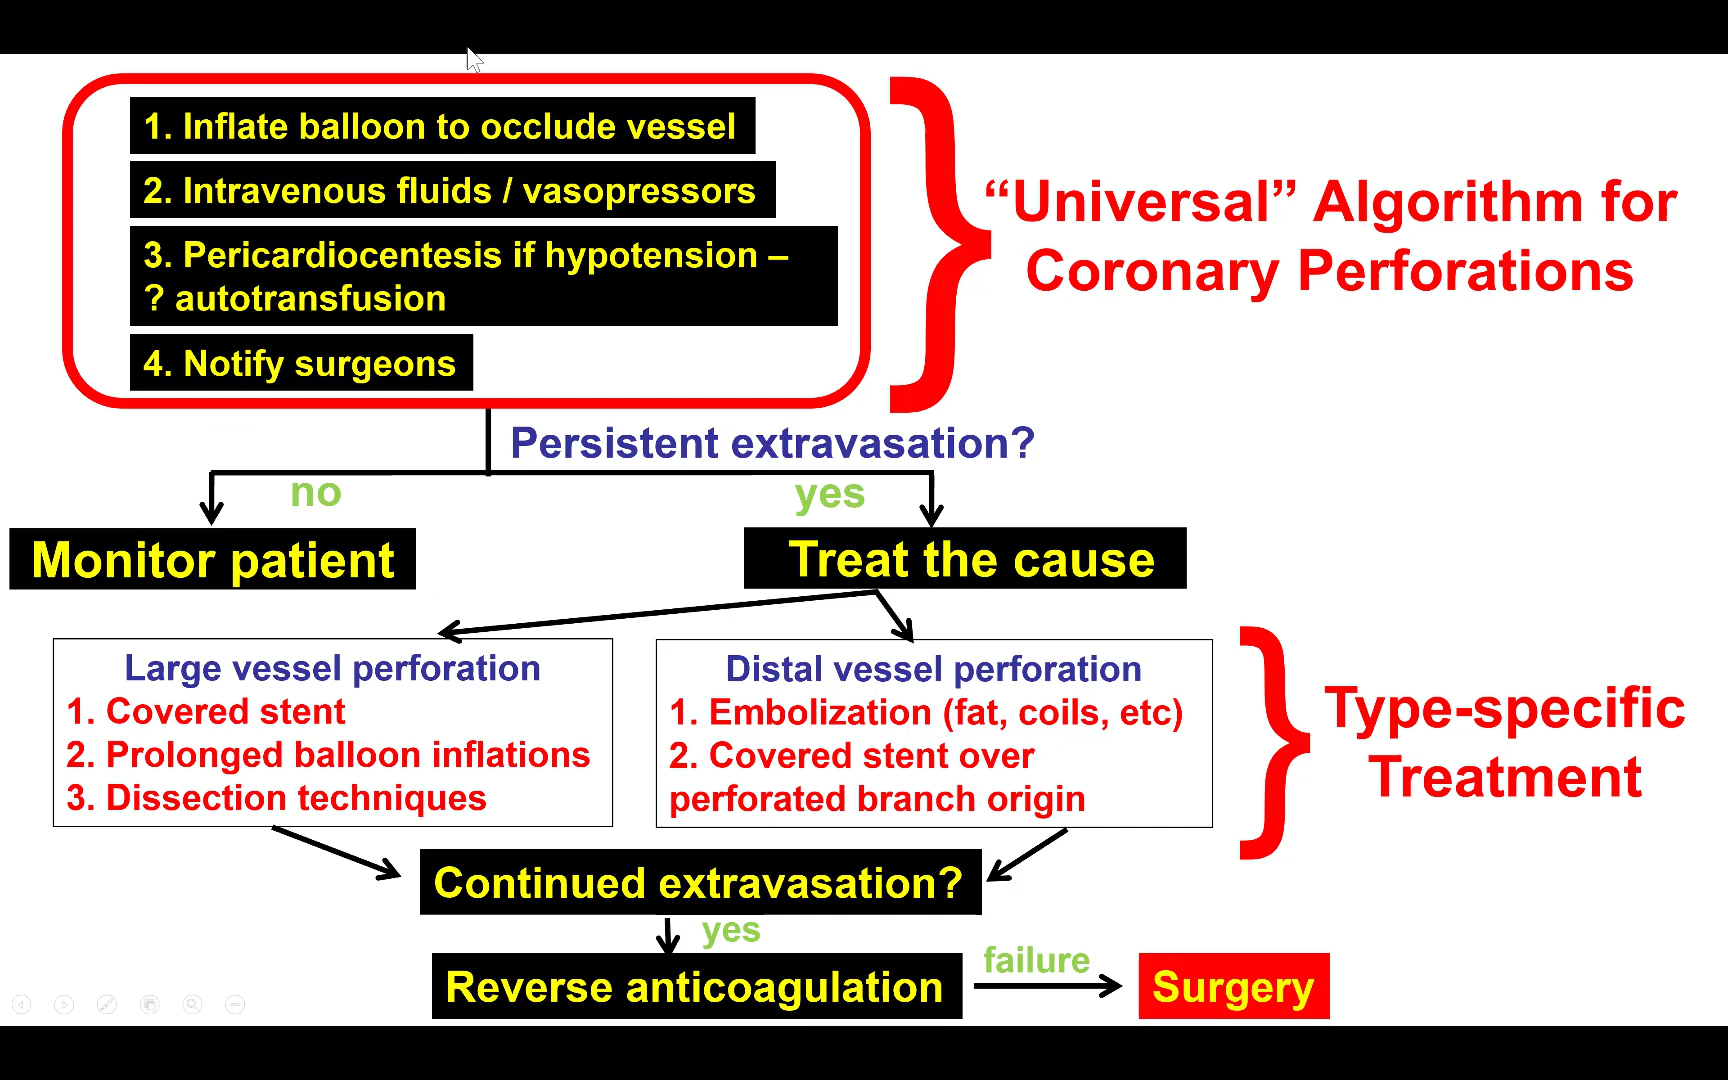 1. Inflate balloon to occlude vessel
2. Intravenous fluids / vasopressors
3. Pericardiocentesis if hypotension –
? autotransfusion
4. Notify surgeons
“Universal” Algorithm for
Coronary Perforations
Persistent extravasation?
no
yes
Monitor patient
Treat the cause
Large vessel perforation
1. Covered stent
2. Prolonged balloon inflations
3. Dissection techniques
Distal vessel perforation
1. Embolization (fat, coils, etc)
2. Covered stent over
perforated branch origin
Type-specific
Treatment
Continued extravasation?
yes
Reverse anticoagulation
failure
Surgery